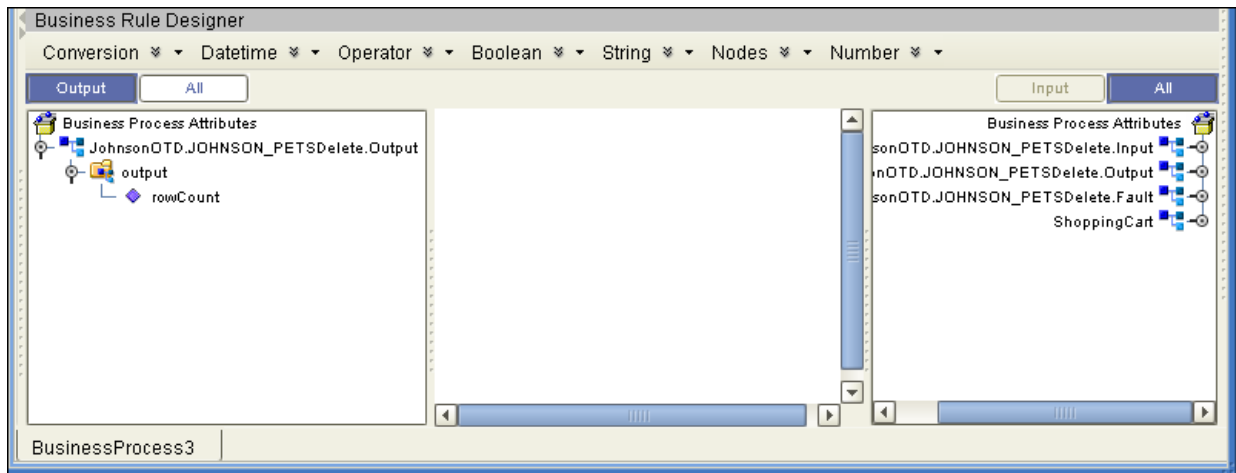 Business Rule Designer
Conversion Datetime Operator Boolean String Nodes Number
Output All Input All
Business Process Attributes
JohnsonOTD.JOHNSON_PETSDelete.Output
output
rowCount
Business Process Attributes
sonOTD.JOHNSON_PETSDelete.Input
nOTD.JOHNSON_PETSDelete.Output
sonOTD.JOHNSON_PETSDelete.Fault
ShoppingCart
BusinessProcess3